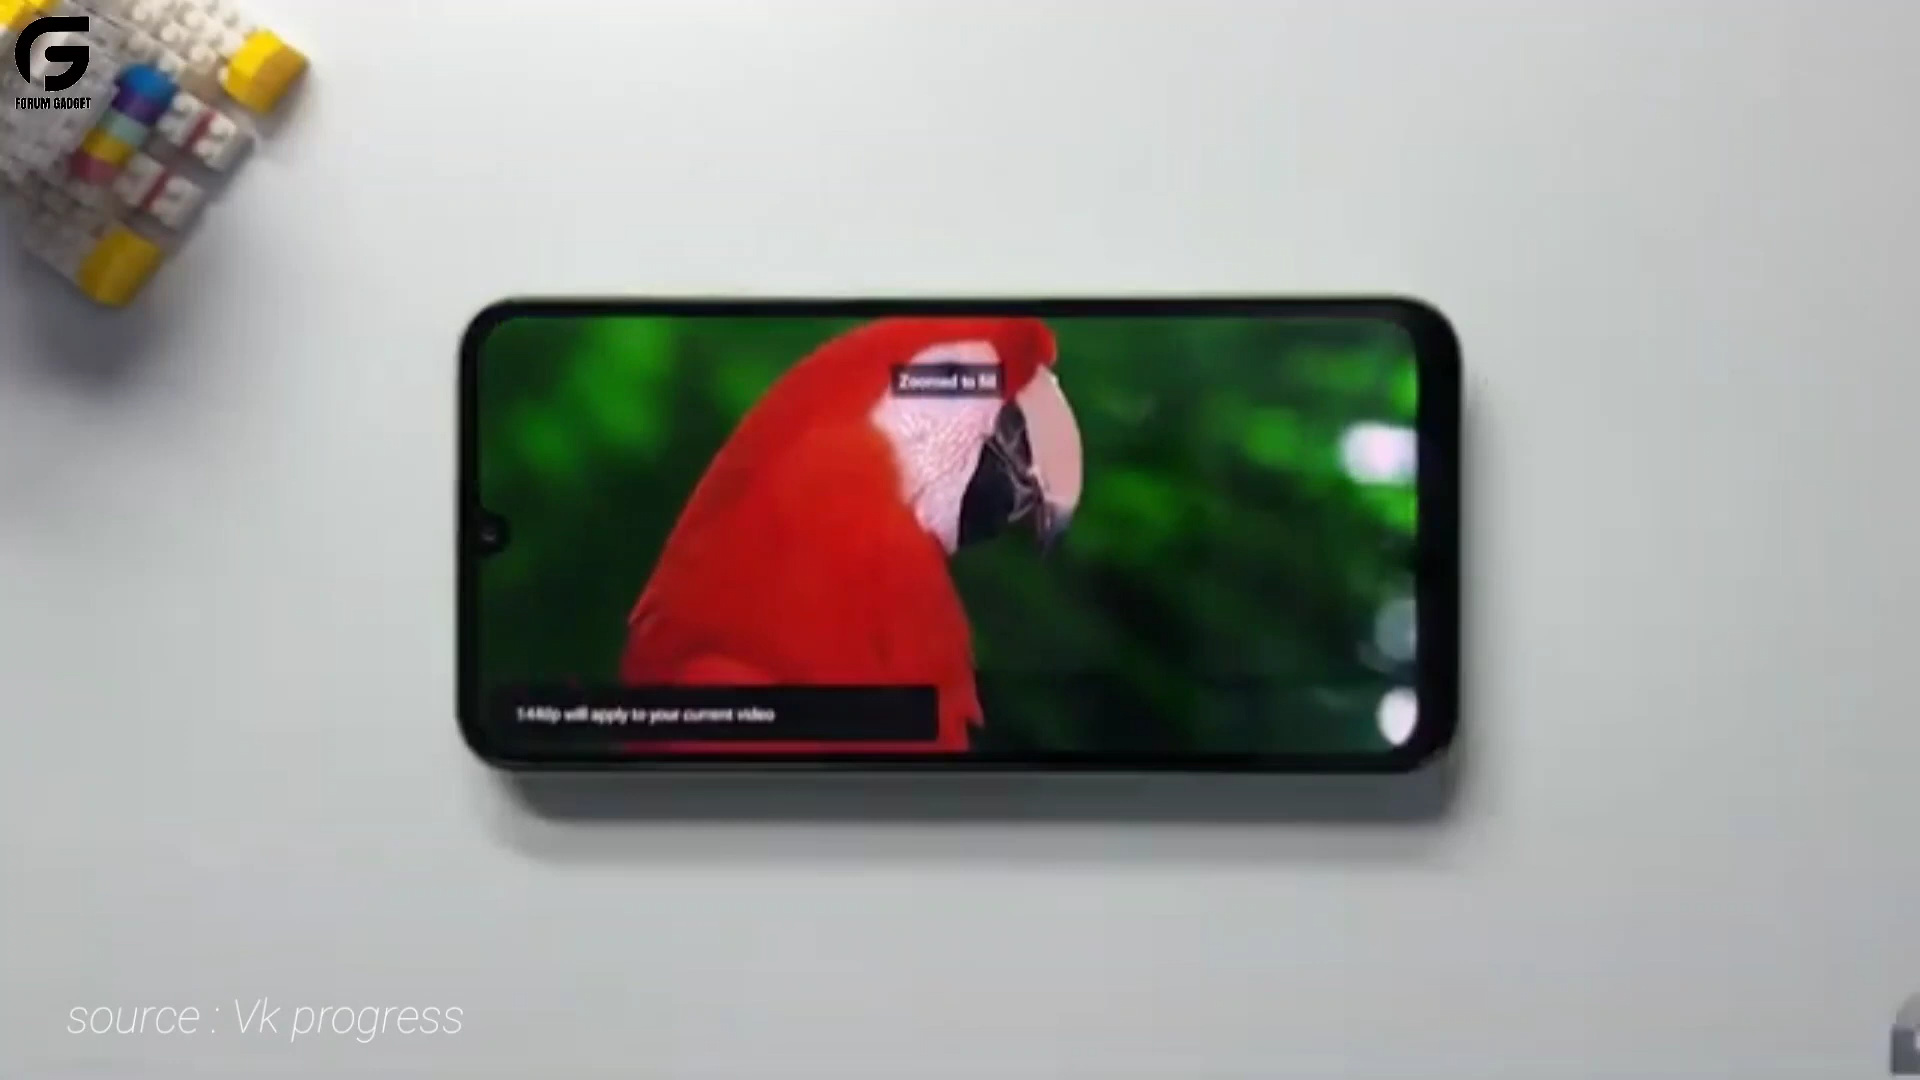 FORUM GADGET
Zoomed to fill
1440p will apply to your current video
source : Vk progress